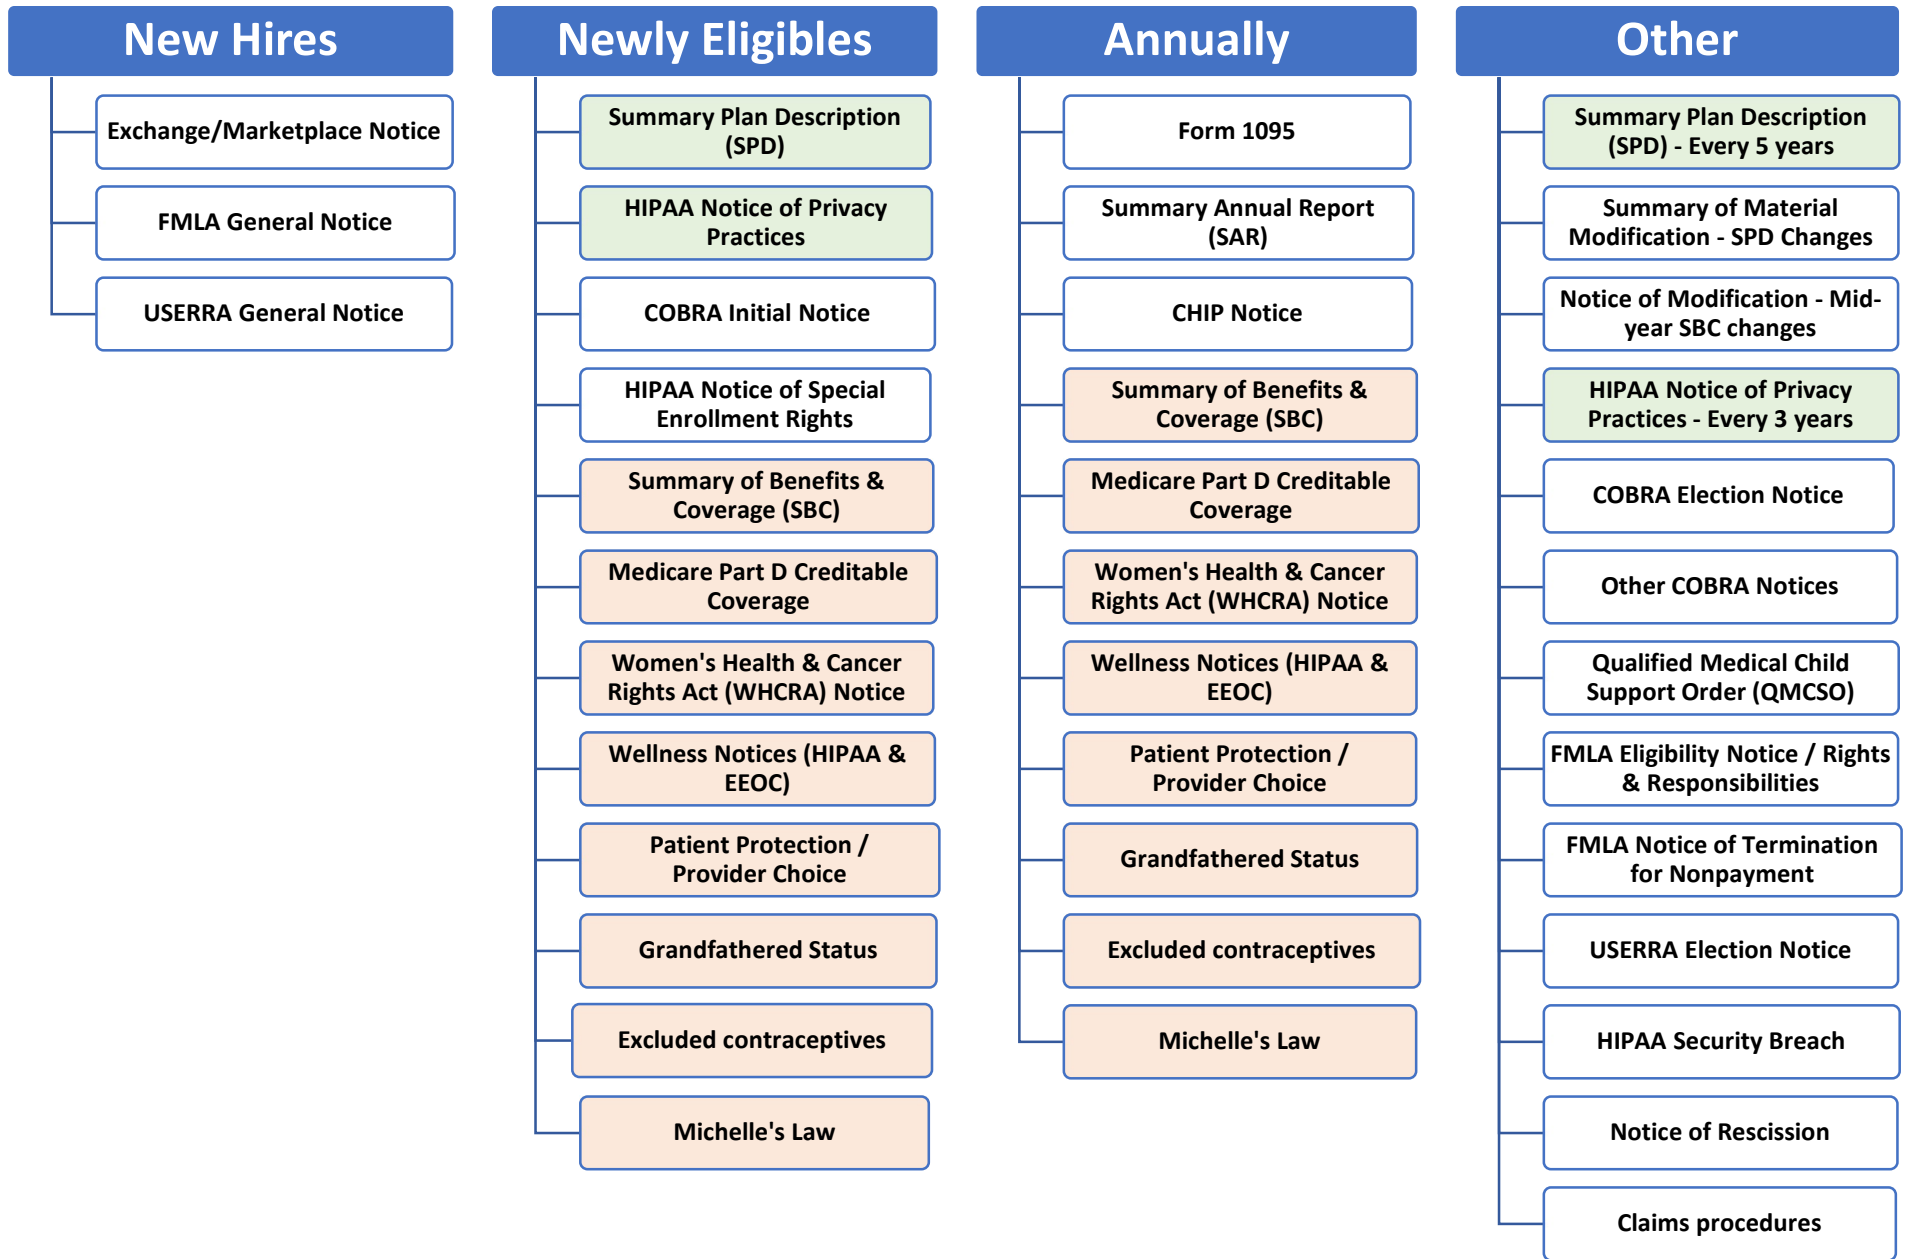 New Hires
Exchange/Marketplace Notice
FMLA General Notice
USERRA General Notice
Newly Eligibles
Summary Plan Description
(SPD)
HIPAA Notice of Privacy
Practices
COBRA Initial Notice
HIPAA Notice of Special
Enrollment Rights
Summary of Benefits &
Coverage (SBC)
Medicare Part D Creditable
Coverage
Women's Health & Cancer
Rights Act (WHCRA) Notice
Wellness Notices (HIPAA &
EEOC)
Patient Protection /
Provider Choice
Grandfathered Status
Excluded contraceptives
Michelle's Law
Annually
Form 1095
Summary Annual Report
(SAR)
CHIP Notice
Summary of Benefits &
Coverage (SBC)
Medicare Part D Creditable
Coverage
Women's Health & Cancer
Rights Act (WHCRA) Notice
Wellness Notices (HIPAA &
EEOC)
Patient Protection /
Provider Choice
Grandfathered Status
Excluded contraceptives
Michelle's Law
Other
Summary Plan Description
(SPD) - Every 5 years
Summary of Material
Modification - SPD Changes
Notice of Modification - Mid-
year SBC changes
HIPAA Notice of Privacy
Practices - Every 3 years
COBRA Election Notice
Other COBRA Notices
Qualified Medical Child
Support Order (QMCSO)
FMLA Eligibility Notice / Rights
& Responsibilities
FMLA Notice of Termination
for Nonpayment
USERRA Election Notice
HIPAA Security Breach
Notice of Rescission
Claims procedures